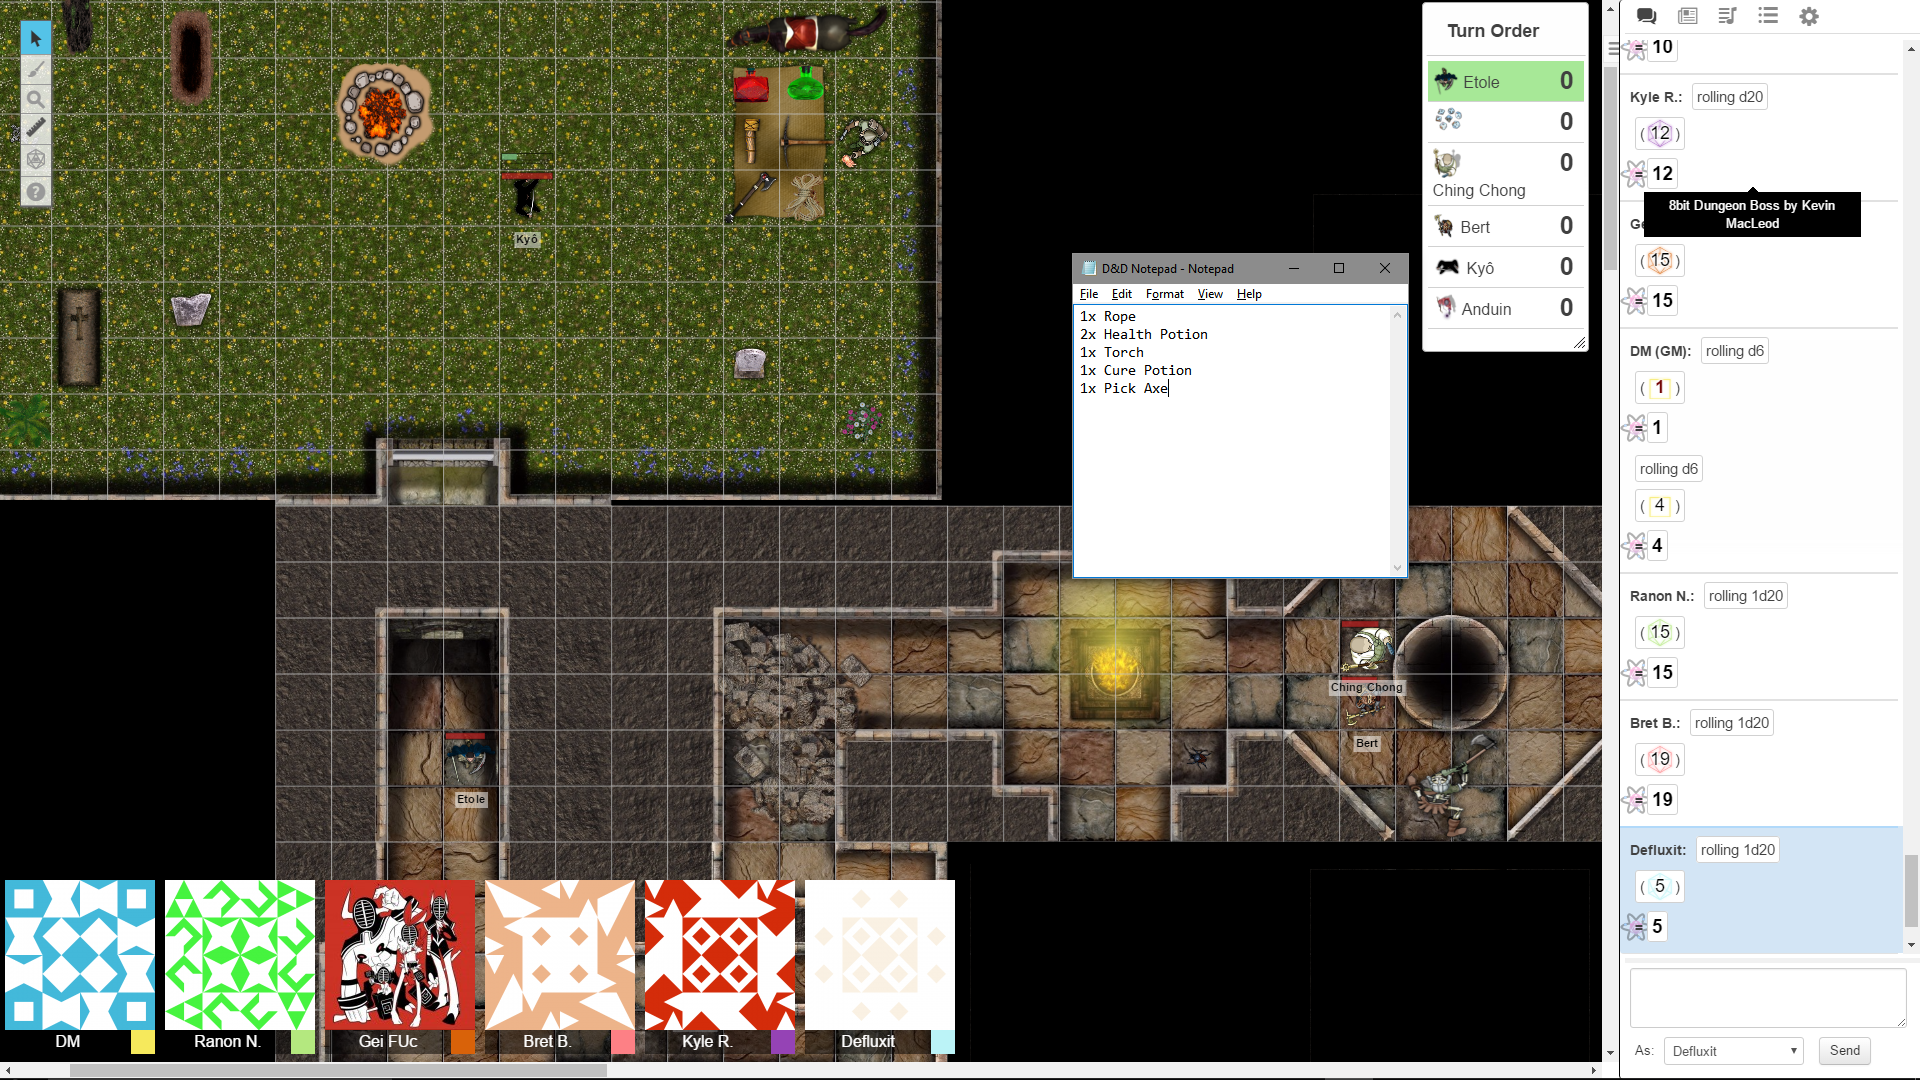 Turn Order
Etole 0
0
0
Ching Chong
Bert 0
Kyô 0
Anduin 0
Kyô
D&D Notepad - Notepad
File Edit Format View Help
1x Rope
2x Health Potion
1x Torch
1x Cure Potion
1x Pick Axe
Ching Chong
Bert
Etole
DM
Ranon N.
Gei FUc
Bret B.
Kyle R.
Defluxit
= 10
Kyle R.: rolling d20
(12)
= 12
8bit Dungeon Boss by Kevin
MacLeod
Ge
(15)
= 15
DM (GM): rolling d6
(1)
= 1
rolling d6
(4)
= 4
Ranon N.: rolling 1d20
(15)
= 15
Bret B.: rolling 1d20
(19)
= 19
Defluxit: rolling 1d20
(5)
= 5
As: Defluxit Send